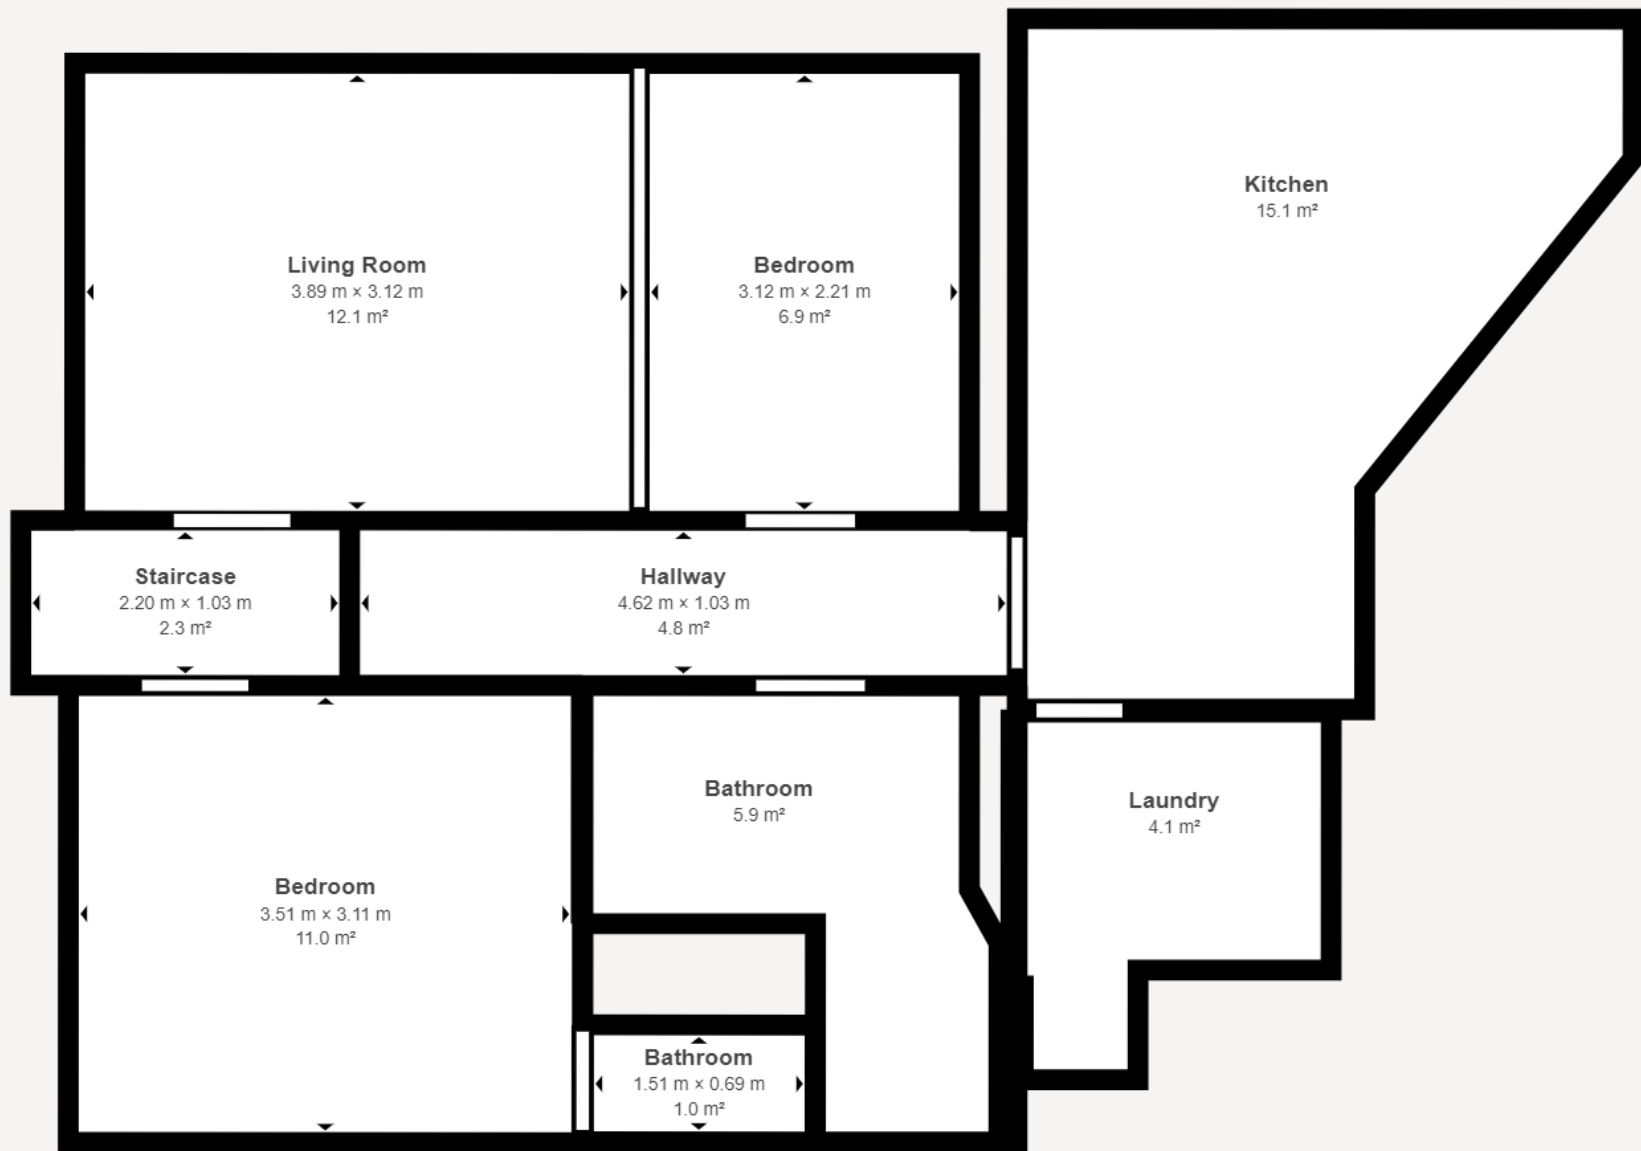 Kitchen
15.1 m²
Living Room
3.89 m × 3.12 m
12.1 m²
Bedroom
3.12 m × 2.21 m
6.9 m²
Staircase
2.20 m × 1.03 m
2.3 m²
Hallway
4.62 m × 1.03 m
4.8 m²
Bathroom
5.9 m²
Laundry
4.1 m²
Bedroom
3.51 m × 3.11 m
11.0 m²
Bathroom
1.51 m × 0.69 m
1.0 m²